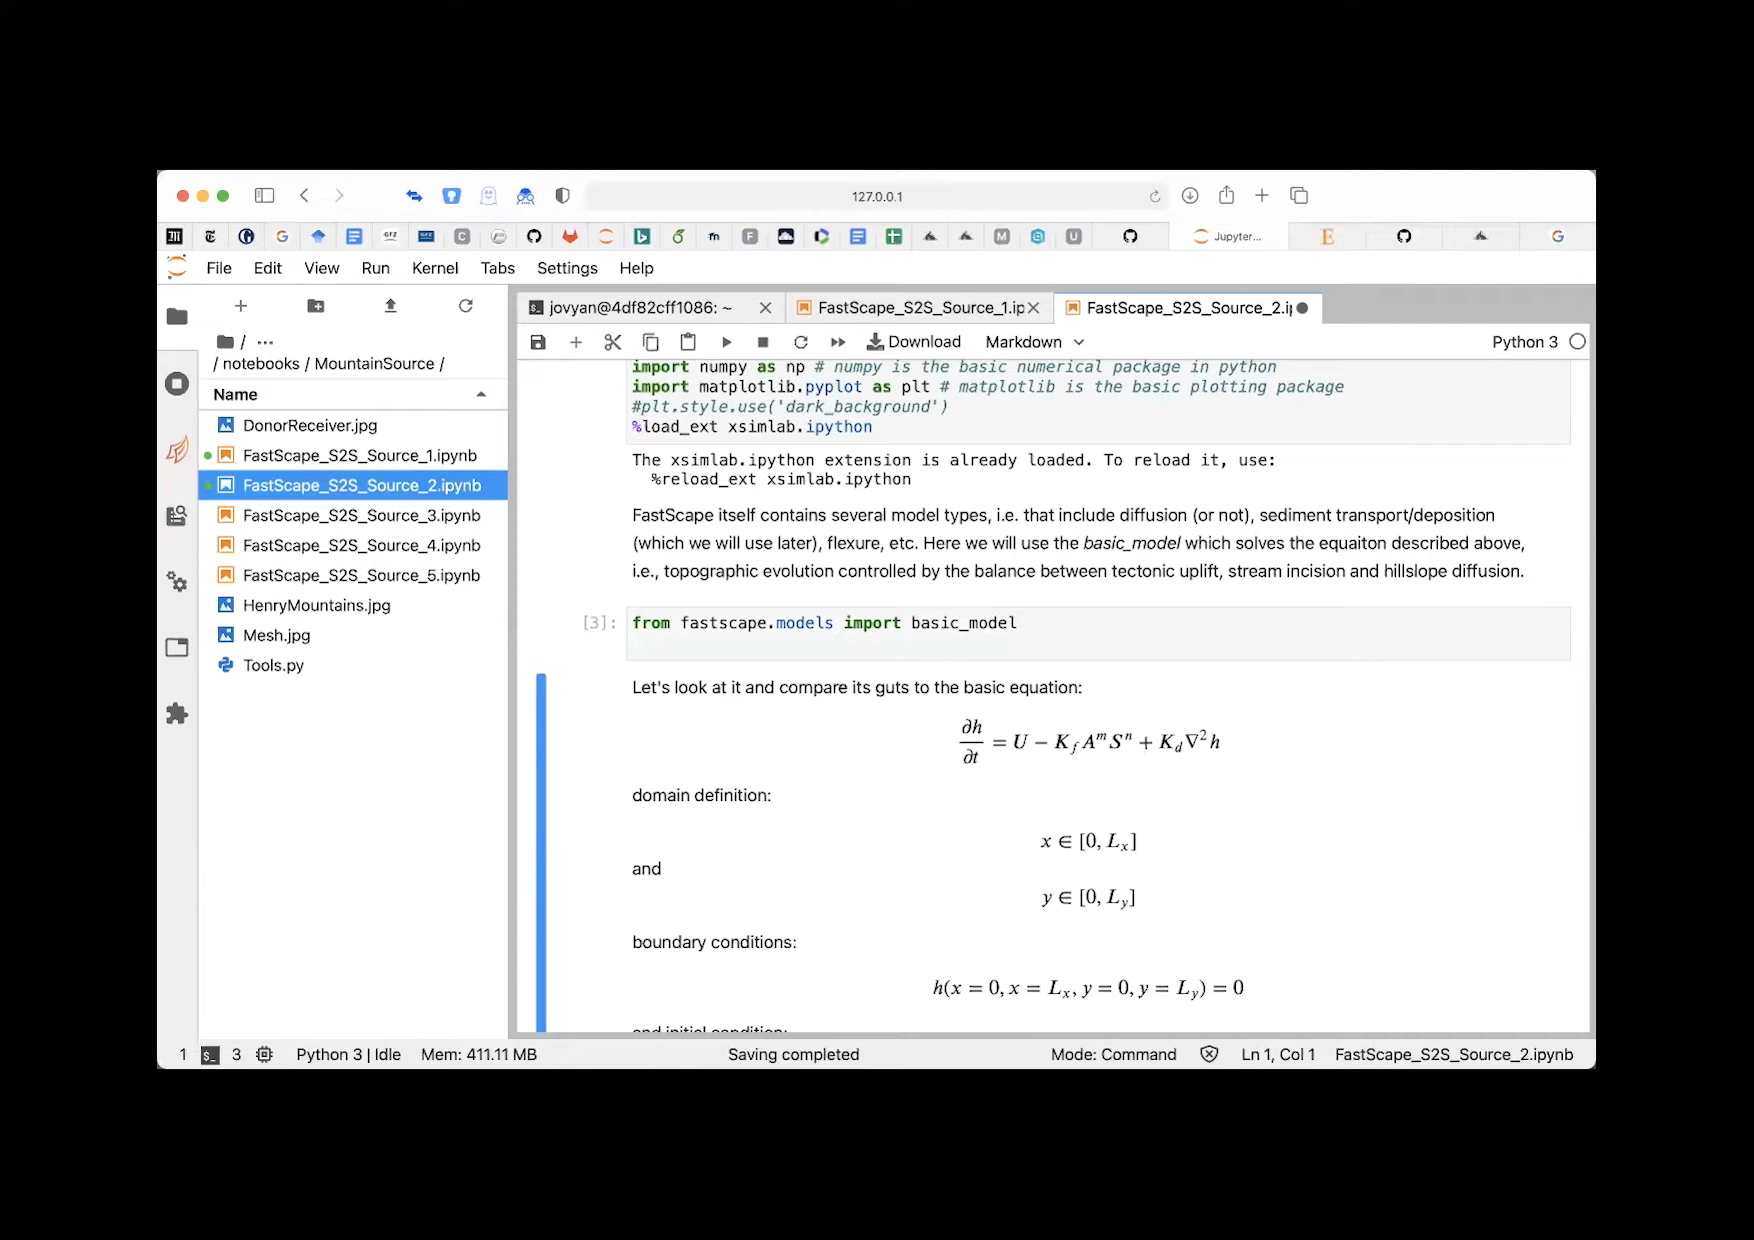 127.0.0.1
Jupyter...
File Edit View Run Kernel Tabs Settings Help
jovyan@4df82cff1086: ~ FastScape_S2S_Source_1.ip FastScape_S2S_Source_2.i
Download Markdown Python 3
/ ...
/ notebooks / MountainSource /
Name
DonorReceiver.jpg
FastScape_S2S_Source_1.ipynb
FastScape_S2S_Source_2.ipynb
FastScape_S2S_Source_3.ipynb
FastScape_S2S_Source_4.ipynb
FastScape_S2S_Source_5.ipynb
HenryMountains.jpg
Mesh.jpg
Tools.py
import numpy as np # numpy is the basic numerical package in python
import matplotlib.pyplot as plt # matplotlib is the basic plotting package
#plt.style.use('dark_background')
%load_ext xsimlab.ipython
The xsimlab.ipython extension is already loaded. To reload it, use:
%reload_ext xsimlab.ipython
FastScape itself contains several model types, i.e. that include diffusion (or not), sediment transport/deposition
(which we will use later), flexure, etc. Here we will use the basic_model which solves the equaiton described above,
i.e., topographic evolution controlled by the balance between tectonic uplift, stream incision and hillslope diffusion.
[3]: from fastscape.models import basic_model
Let's look at it and compare its guts to the basic equation:
∂h/∂t = U − K_f A^m S^n + K_d ∇² h
domain definition:
x ∈ [0, L_x]
and
y ∈ [0, L_y]
boundary conditions:
h(x = 0, x = L_x, y = 0, y = L_y) = 0
and initial condition:
1 3 Python 3 | Idle Mem: 411.11 MB Saving completed Mode: Command Ln 1, Col 1 FastScape_S2S_Source_2.ipynb